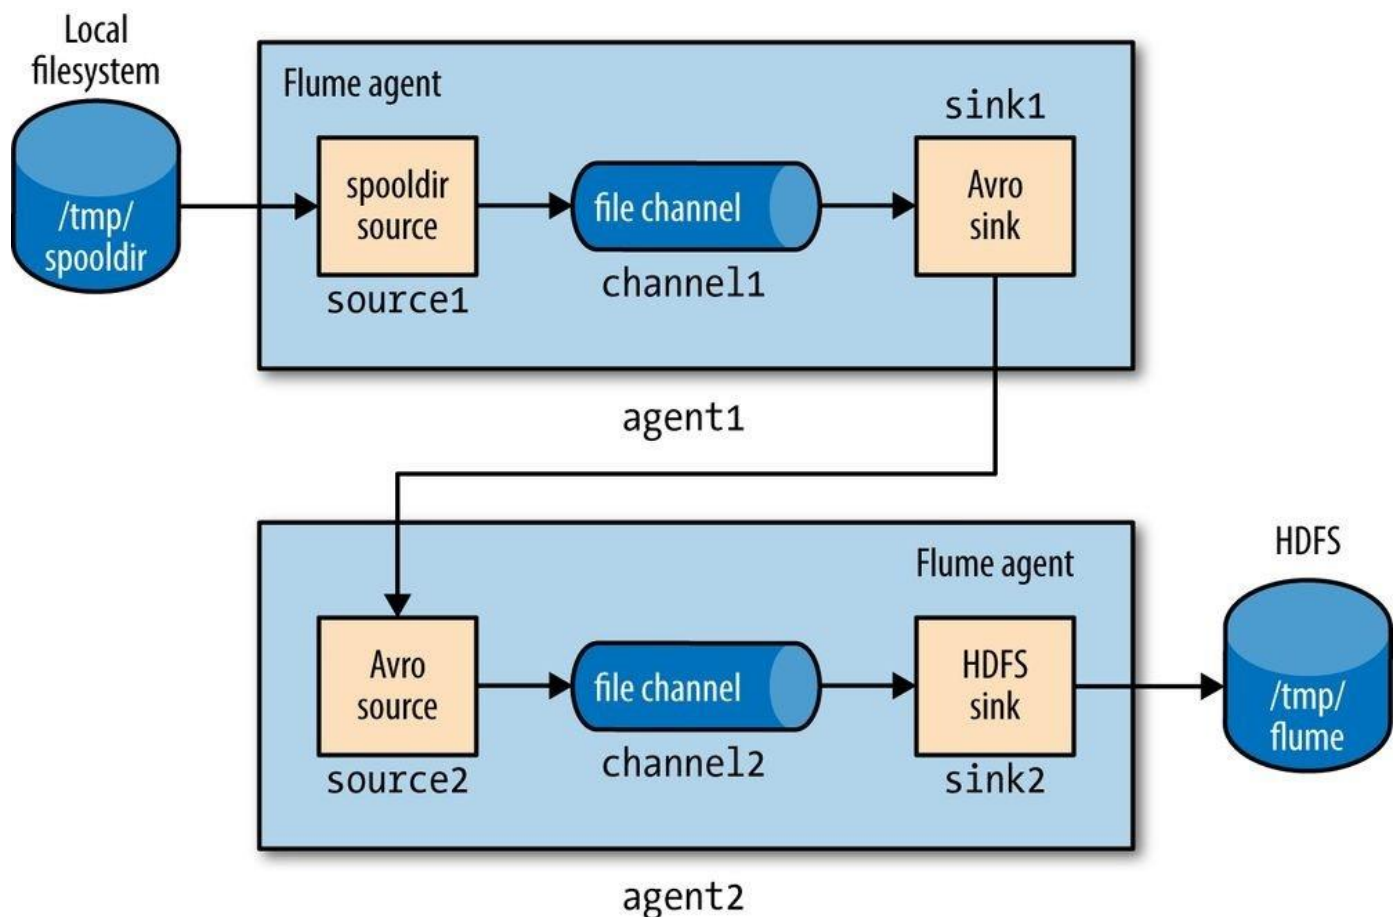 Local
filesystem
/tmp/
spooldir
Flume agent
spooldir
source
source1
file channel
channel1
sink1
Avro
sink
agent1
Flume agent
Avro
source
source2
file channel
channel2
HDFS
sink
sink2
HDFS
/tmp/
flume
agent2